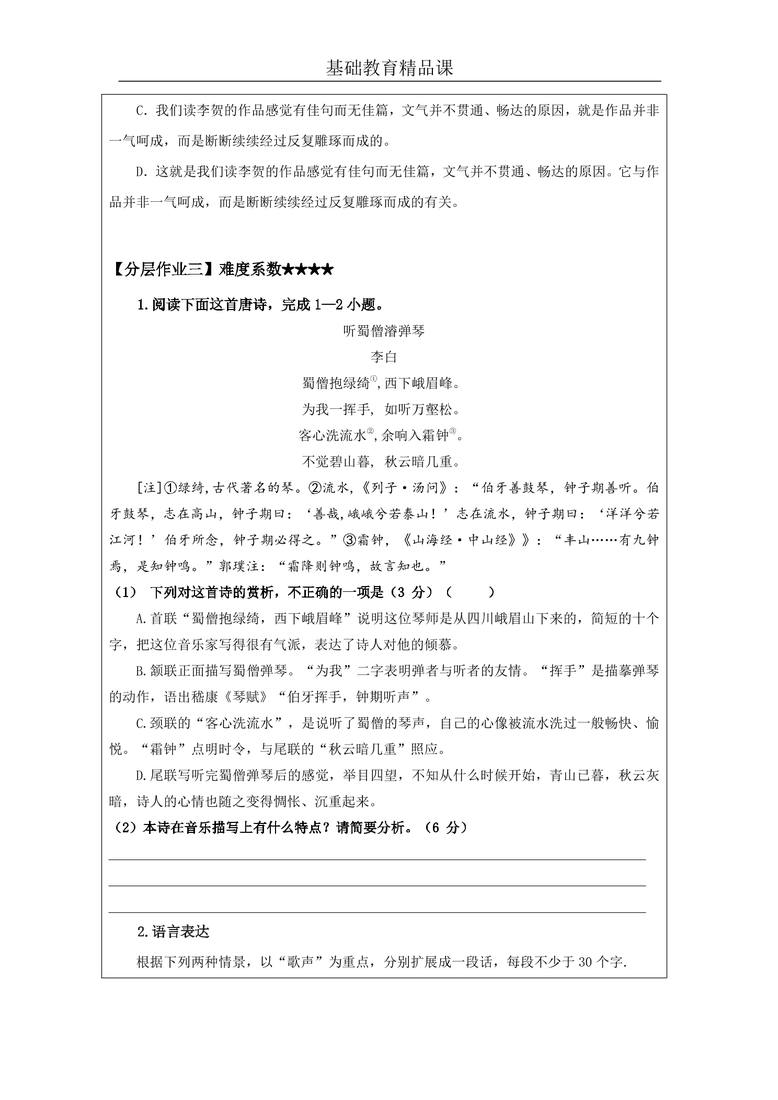 基础教育精品课
C．我们读李贺的作品感觉有佳句而无佳篇，文气并不贯通、畅达的原因，就是作品并非
一气呵成，而是断断续续经过反复雕琢而成的。
D．这就是我们读李贺的作品感觉有佳句而无佳篇，文气并不贯通、畅达的原因。它与作
品并非一气呵成，而是断断续续经过反复雕琢而成的有关。
【分层作业三】难度系数★★★★
1.阅读下面这首唐诗，完成 1—2 小题。
听蜀僧濬弹琴
李白
蜀僧抱绿绮①,西下峨眉峰。
为我一挥手, 如听万壑松。
客心洗流水②,余响入霜钟③。
不觉碧山暮, 秋云暗几重。
[注]①绿绮,古代著名的琴。②流水,《列子·汤问》：“伯牙善鼓琴，钟子期善听。伯
牙鼓琴，志在高山，钟子期曰：‘善哉,峨峨兮若泰山！’志在流水，钟子期曰：‘洋洋兮若
江河！’伯牙所念，钟子期必得之。”③霜钟，《山海经·中山经》》：“丰山……有九钟
焉，是知钟鸣。”郭璞注：“霜降则钟鸣，故言知也。”
（1） 下列对这首诗的赏析，不正确的一项是（3 分）（ ）
A.首联“蜀僧抱绿绮，西下峨眉峰”说明这位琴师是从四川峨眉山下来的，简短的十个
字，把这位音乐家写得很有气派，表达了诗人对他的倾慕。
B.颔联正面描写蜀僧弹琴。“为我”二字表明弹者与听者的友情。“挥手”是描摹弹琴
的动作，语出嵇康《琴赋》“伯牙挥手，钟期听声”。
C.颈联的“客心洗流水”，是说听了蜀僧的琴声，自己的心像被流水洗过一般畅快、愉
悦。“霜钟”点明时令，与尾联的“秋云暗几重”照应。
D.尾联写听完蜀僧弹琴后的感觉，举目四望，不知从什么时候开始，青山已暮，秋云灰
暗，诗人的心情也随之变得惆怅、沉重起来。
（2）本诗在音乐描写上有什么特点？请简要分析。（6 分）
2.语言表达
根据下列两种情景，以“歌声”为重点，分别扩展成一段话，每段不少于 30 个字.